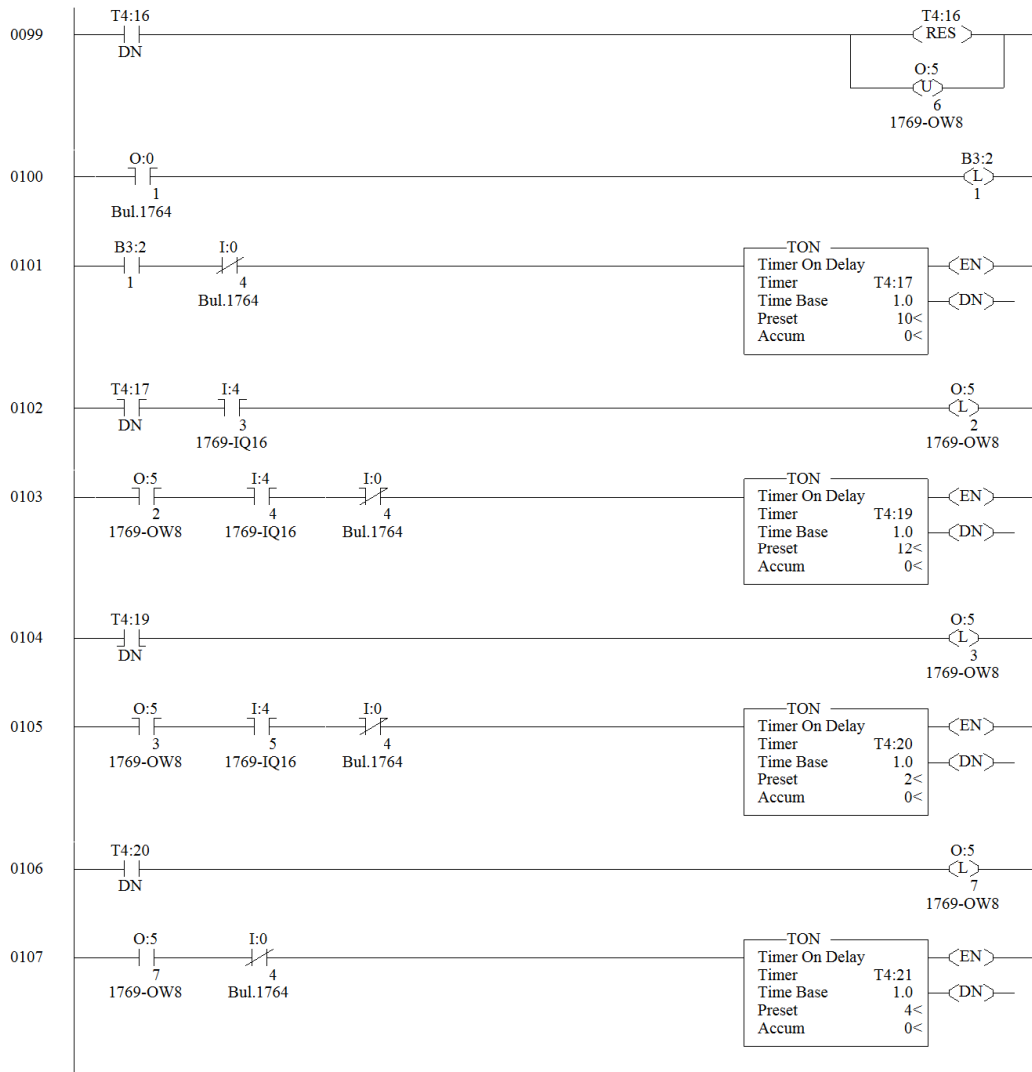 T4:16 T4:16
0099 RES
DN
O:5
U
6
1769-OW8
O:0 B3:2
0100 L
1 1
Bul.1764
B3:2 I:0 TON
0101 Timer On Delay EN
1 4 Timer T4:17
Bul.1764 Time Base 1.0 DN
Preset 10<
Accum 0<
T4:17 I:4 O:5
0102 L
DN 3 2
1769-IQ16 1769-OW8
O:5 I:4 I:0 TON
0103 Timer On Delay EN
2 4 4 Timer T4:19
1769-OW8 1769-IQ16 Bul.1764 Time Base 1.0 DN
Preset 12<
Accum 0<
T4:19 O:5
0104 L
DN 3
1769-OW8
O:5 I:4 I:0 TON
0105 Timer On Delay EN
3 5 4 Timer T4:20
1769-OW8 1769-IQ16 Bul.1764 Time Base 1.0 DN
Preset 2<
Accum 0<
T4:20 O:5
0106 L
DN 7
1769-OW8
O:5 I:0 TON
0107 Timer On Delay EN
7 4 Timer T4:21
1769-OW8 Bul.1764 Time Base 1.0 DN
Preset 4<
Accum 0<